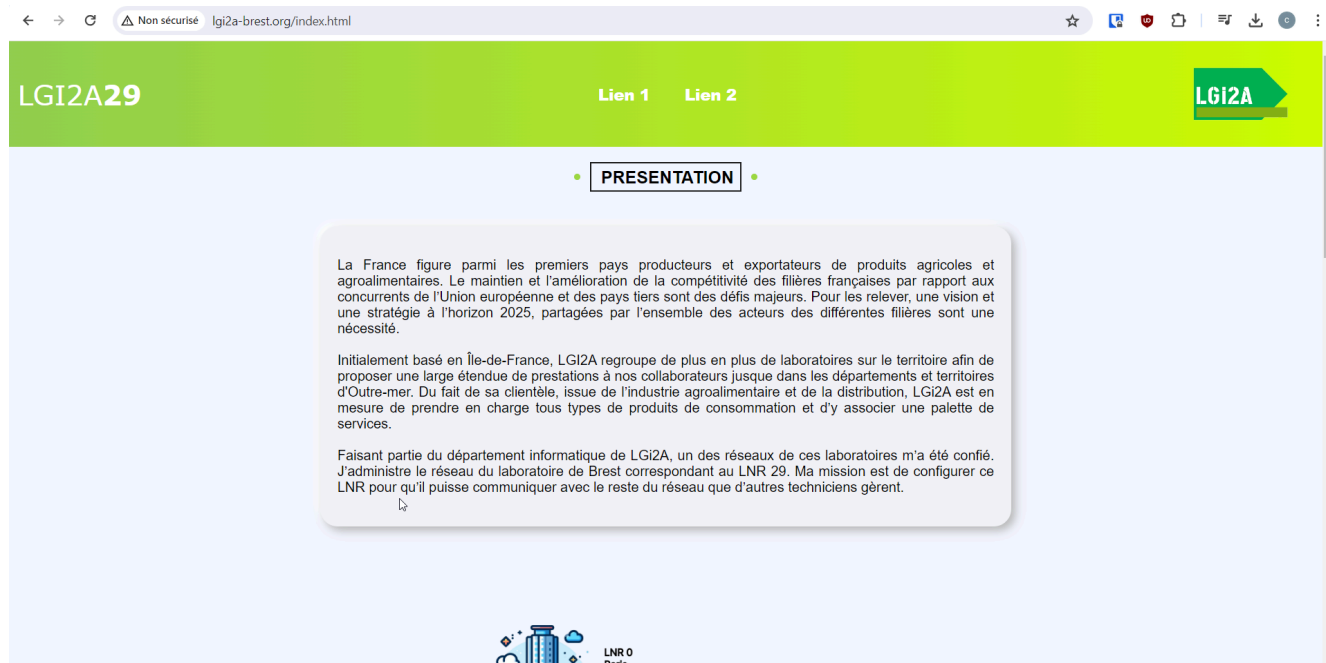 Non sécurisé lgi2a-brest.org/index.html
LGI2A29
Lien 1 Lien 2
LGI2A
PRESENTATION
La France figure parmi les premiers pays producteurs et exportateurs de produits agricoles et
agroalimentaires. Le maintien et l'amélioration de la compétitivité des filières françaises par rapport aux
concurrents de l'Union européenne et des pays tiers sont des défis majeurs. Pour les relever, une vision et
une stratégie à l'horizon 2025, partagées par l'ensemble des acteurs des différentes filières sont une
nécessité.
Initialement basé en Île-de-France, LGI2A regroupe de plus en plus de laboratoires sur le territoire afin de
proposer une large étendue de prestations à nos collaborateurs jusque dans les départements et territoires
d'Outre-mer. Du fait de sa clientèle, issue de l'industrie agroalimentaire et de la distribution, LGi2A est en
mesure de prendre en charge tous types de produits de consommation et d'y associer une palette de
services.
Faisant partie du département informatique de LGi2A, un des réseaux de ces laboratoires m'a été confié.
J'administre le réseau du laboratoire de Brest correspondant au LNR 29. Ma mission est de configurer ce
LNR pour qu'il puisse communiquer avec le reste du réseau que d'autres techniciens gèrent.
LNR 0